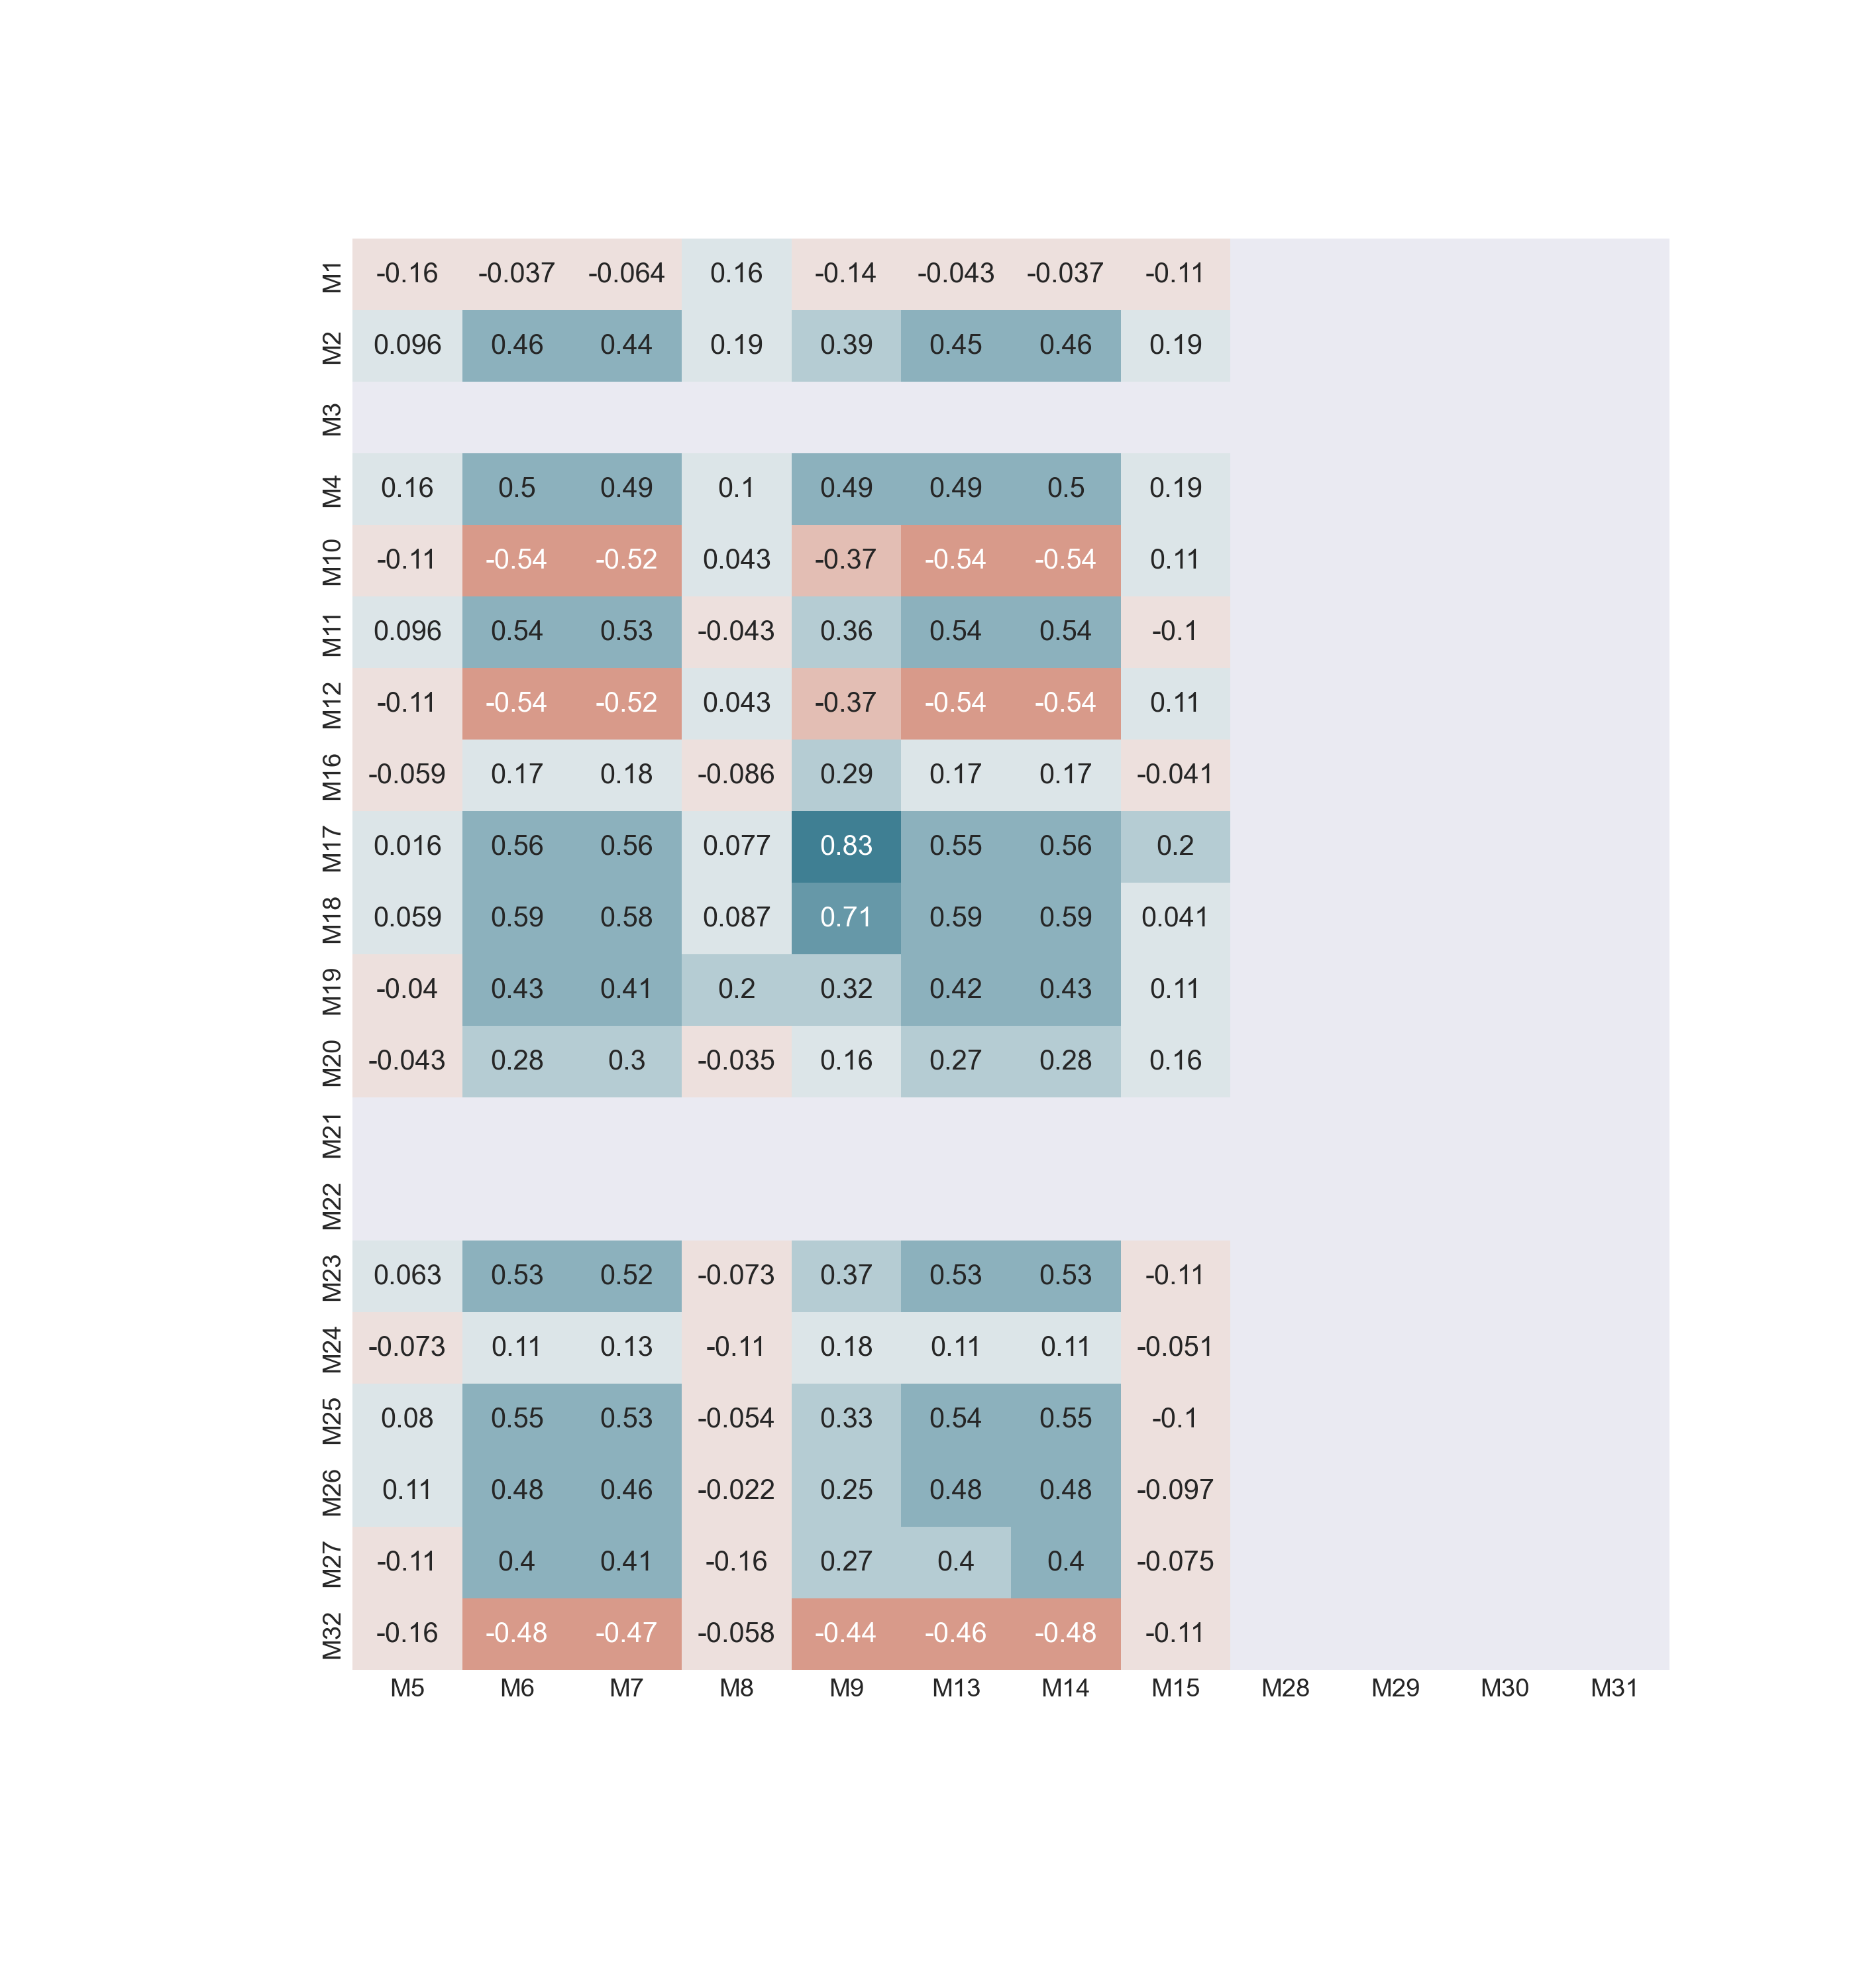 M1 -0.16 -0.037 -0.064 0.16 -0.14 -0.043 -0.037 -0.11
M2 0.096 0.46 0.44 0.19 0.39 0.45 0.46 0.19
M3
M4 0.16 0.5 0.49 0.1 0.49 0.49 0.5 0.19
M10 -0.11 -0.54 -0.52 0.043 -0.37 -0.54 -0.54 0.11
M11 0.096 0.54 0.53 -0.043 0.36 0.54 0.54 -0.1
M12 -0.11 -0.54 -0.52 0.043 -0.37 -0.54 -0.54 0.11
M16 -0.059 0.17 0.18 -0.086 0.29 0.17 0.17 -0.041
M17 0.016 0.56 0.56 0.077 0.83 0.55 0.56 0.2
M18 0.059 0.59 0.58 0.087 0.71 0.59 0.59 0.041
M19 -0.04 0.43 0.41 0.2 0.32 0.42 0.43 0.11
M20 -0.043 0.28 0.3 -0.035 0.16 0.27 0.28 0.16
M21
M22
M23 0.063 0.53 0.52 -0.073 0.37 0.53 0.53 -0.11
M24 -0.073 0.11 0.13 -0.11 0.18 0.11 0.11 -0.051
M25 0.08 0.55 0.53 -0.054 0.33 0.54 0.55 -0.1
M26 0.11 0.48 0.46 -0.022 0.25 0.48 0.48 -0.097
M27 -0.11 0.4 0.41 -0.16 0.27 0.4 0.4 -0.075
M32 -0.16 -0.48 -0.47 -0.058 -0.44 -0.46 -0.48 -0.11
M5 M6 M7 M8 M9 M13 M14 M15 M28 M29 M30 M31